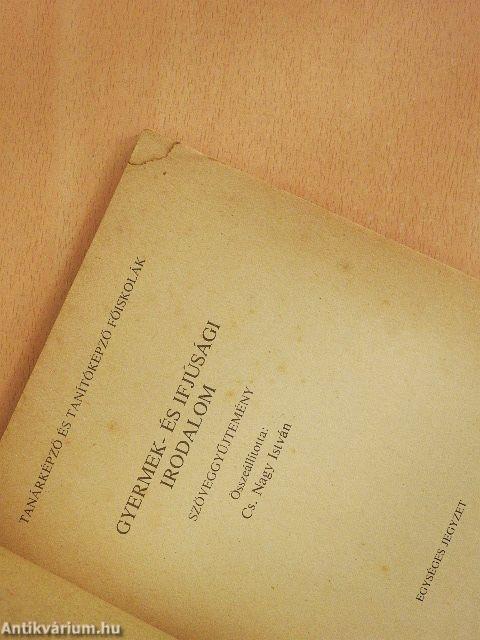 TANÁRKÉPZŐ ÉS TANÍTÓKÉPZŐ FŐISKOLÁK
GYERMEK- ÉS IFJÚSÁGI
IRODALOM
SZÖVEGGYŰJTEMÉNY
Összeállította:
Cs. Nagy István
EGYSÉGES JEGYZET
Antikvárium.hu